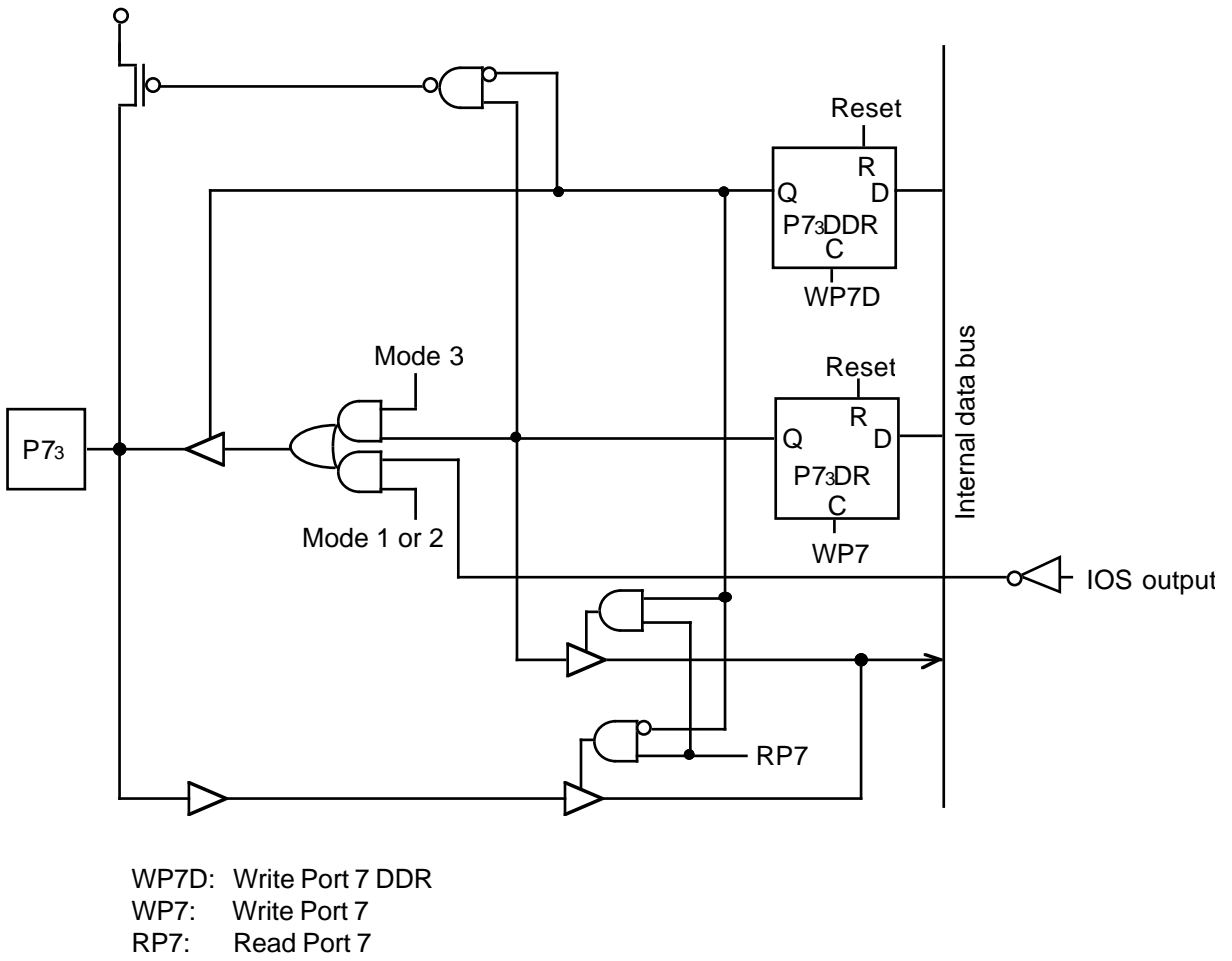 Reset
R
Q D
P73DDR
C
WP7D
Mode 3
Reset
R
Q D
P73DR
C
WP7
P73
Mode 1 or 2
Internal data bus
IOS output
RP7
WP7D: Write Port 7 DDR
WP7: Write Port 7
RP7: Read Port 7